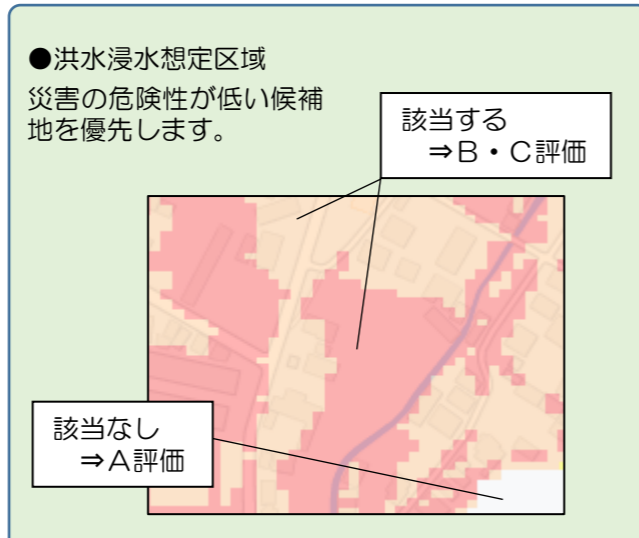 ●洪水浸水想定区域
災害の危険性が低い候補
地を優先します。
該当する
⇒B・C評価
該当なし
⇒A評価